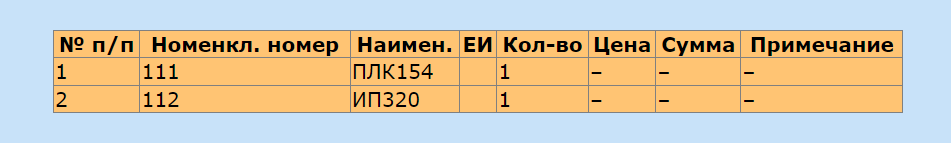 № п/п Номенкл. номер Наимен. ЕИ Кол-во Цена Сумма Примечание
1 111 ПЛК154 1 – – –
2 112 ИП320 1 – – –